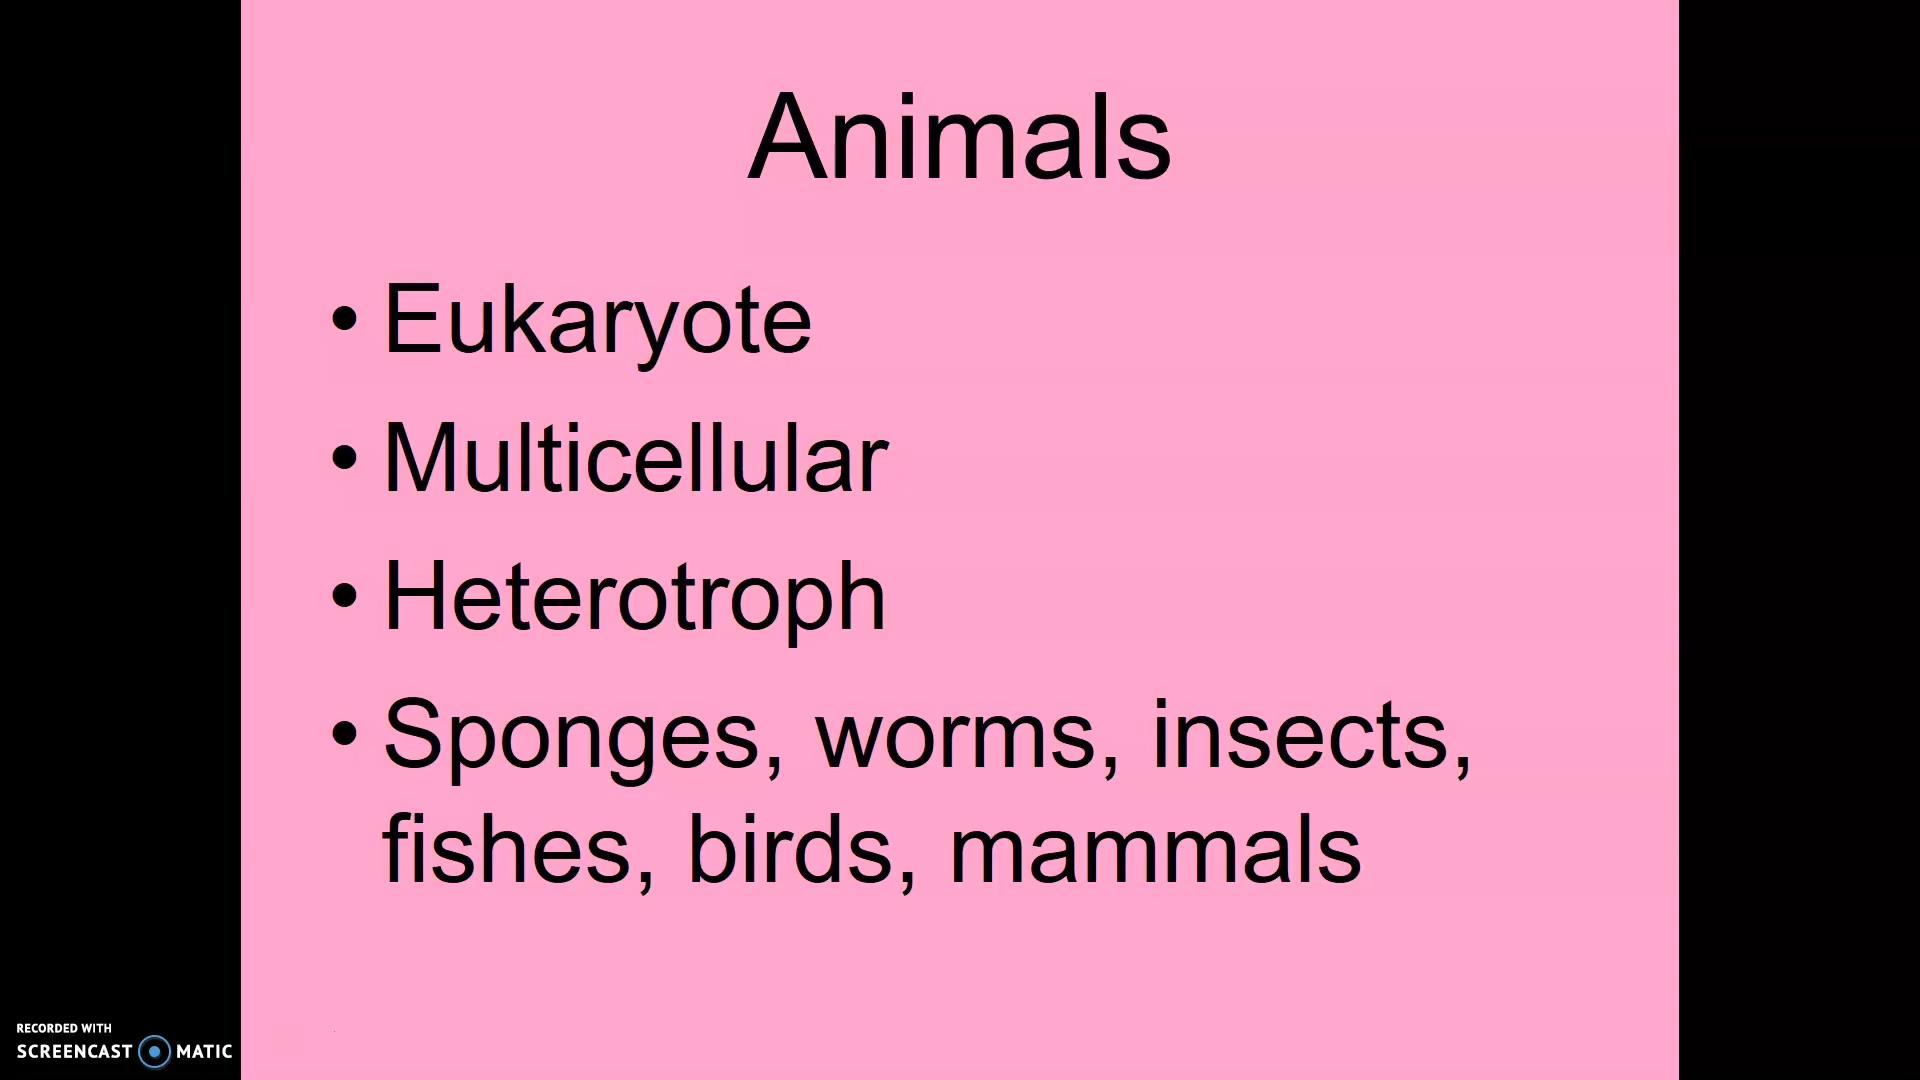 Animals
• Eukaryote
• Multicellular
• Heterotroph
• Sponges, worms, insects,
fishes, birds, mammals
RECORDED WITH
SCREENCAST MATIC